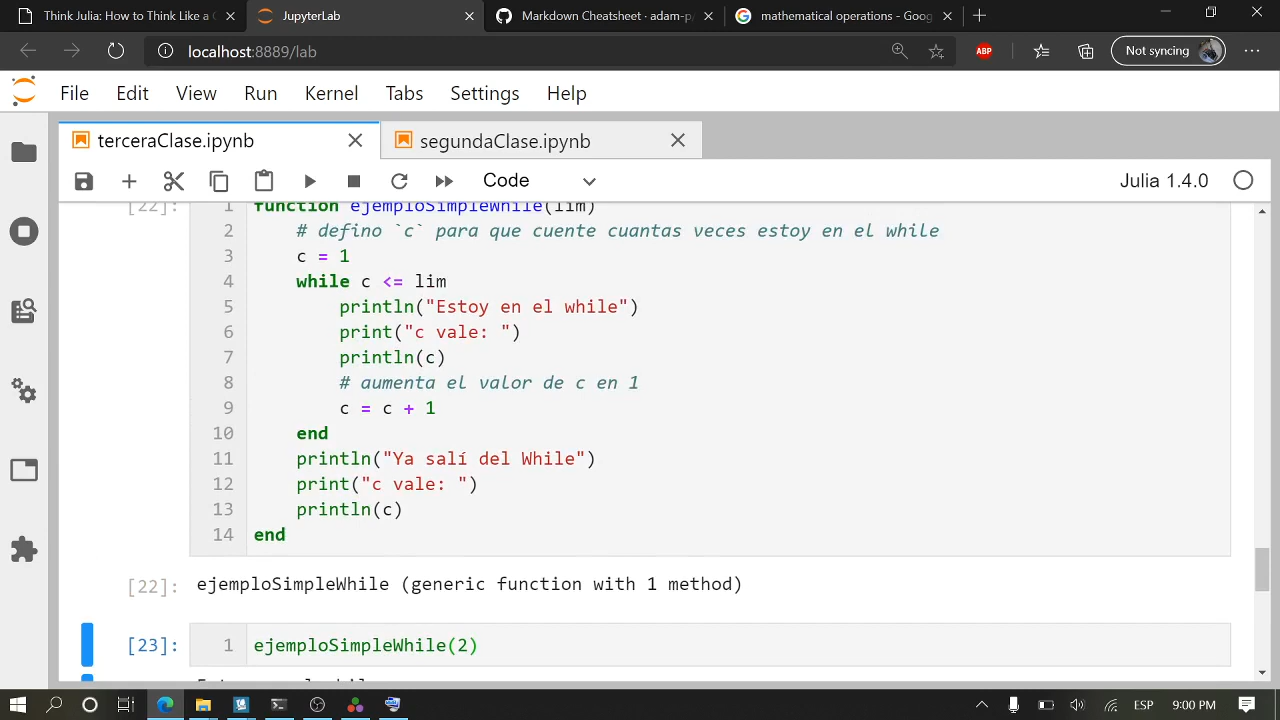 Think Julia: How to Think Like a C
JupyterLab
Markdown Cheatsheet · adam-p/
mathematical operations - Goog
localhost:8889/lab
ABP
Not syncing
File Edit View Run Kernel Tabs Settings Help
terceraClase.ipynb
segundaClase.ipynb
Code
Julia 1.4.0
[22]: 1 function ejemploSimpleWhile(lim)
2 # defino `c` para que cuente cuantas veces estoy en el while
3 c = 1
4 while c <= lim
5 println("Estoy en el while")
6 print("c vale: ")
7 println(c)
8 # aumenta el valor de c en 1
9 c = c + 1
10 end
11 println("Ya salí del While")
12 print("c vale: ")
13 println(c)
14 end
[22]: ejemploSimpleWhile (generic function with 1 method)
[23]: 1 ejemploSimpleWhile(2)
ESP 9:00 PM